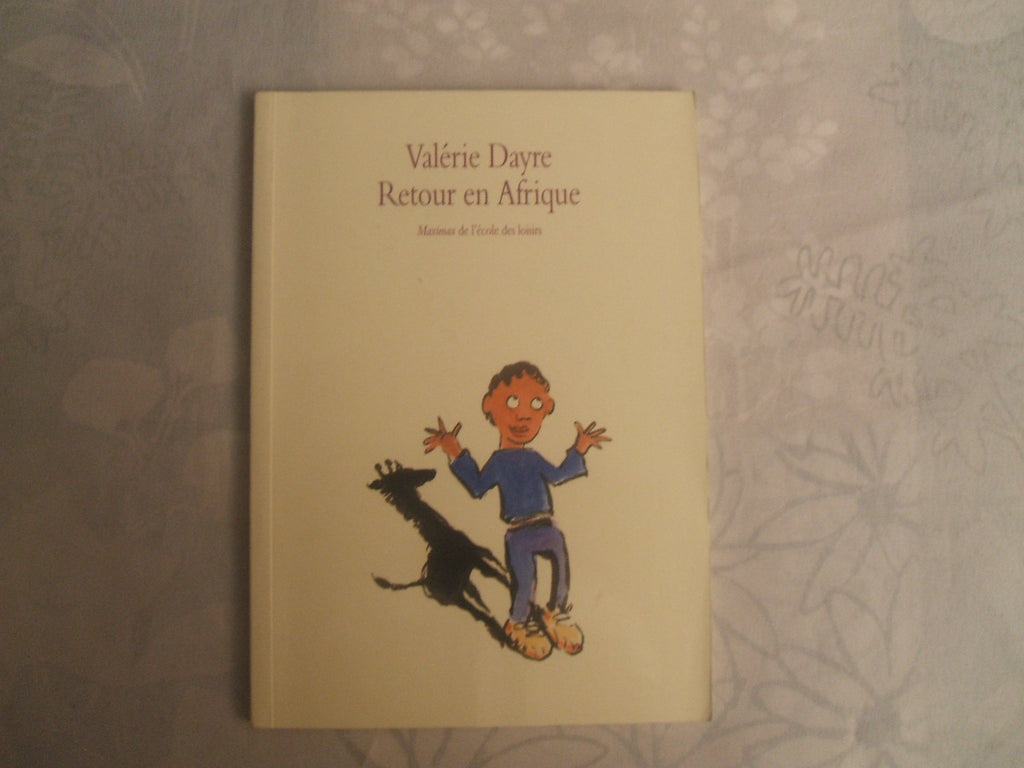 Valérie Dayre
Retour en Afrique
Maximax de l'école des loisirs